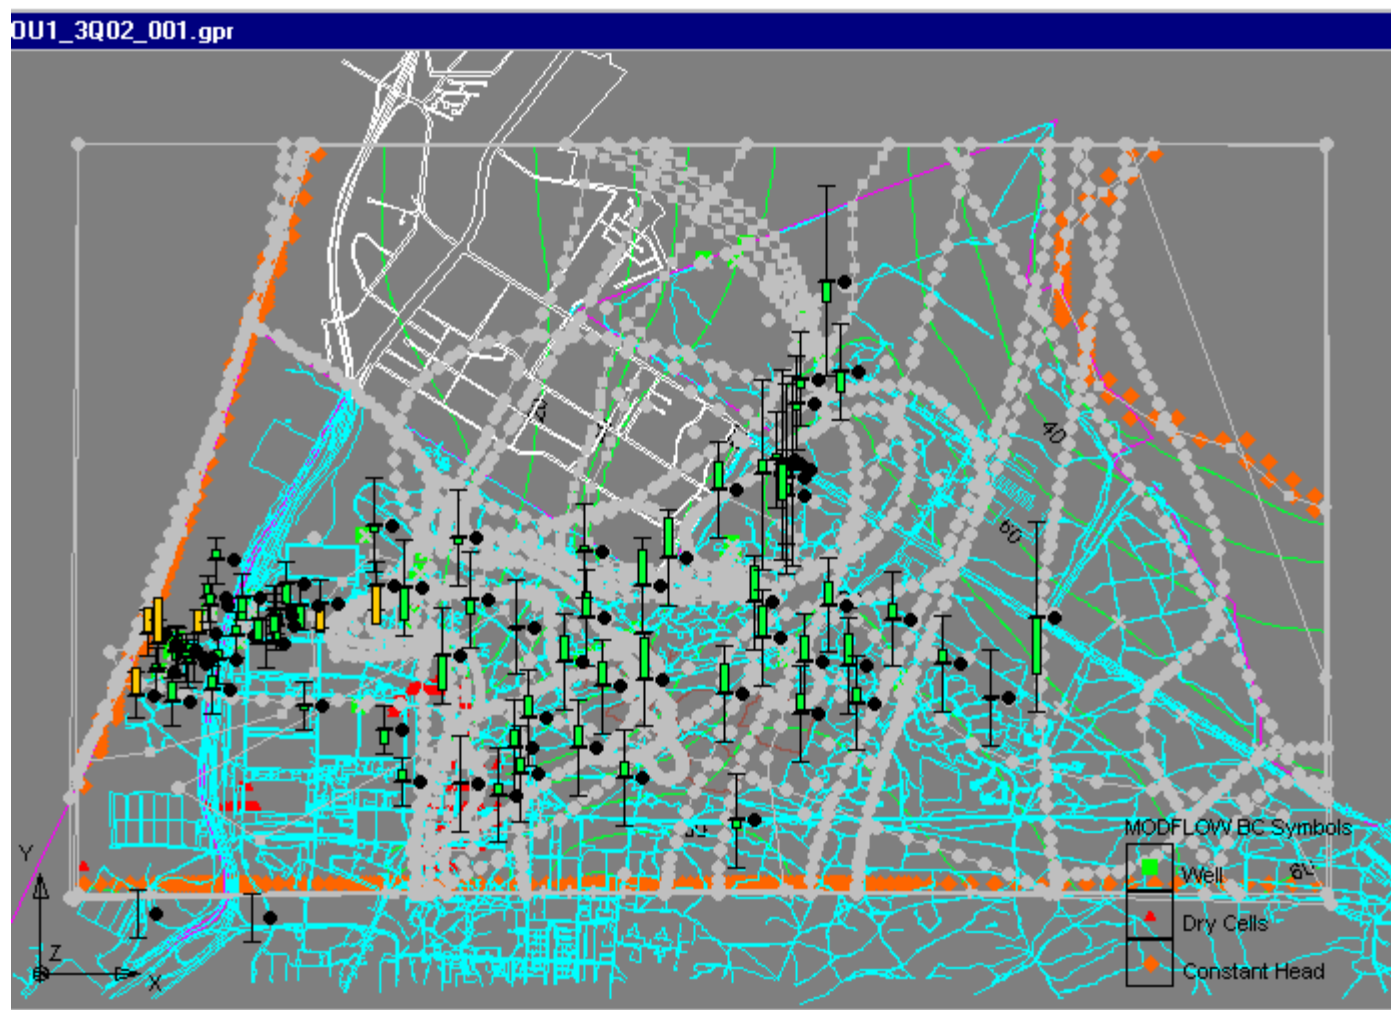 OU1_3Q02_001.gpr
40
60
MODFLOW BC Symbols
Well
Dry Cells
Constant Head
Y
Z
X